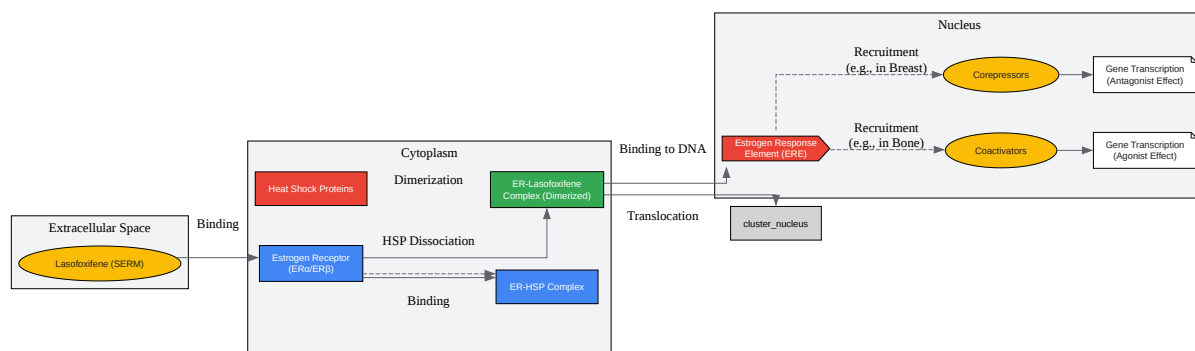 Extracellular Space
Lasofoxifene (SERM)
Binding
Cytoplasm
Heat Shock Proteins
Dimerization
ER-Lasofoxifene
Complex (Dimerized)
Estrogen Receptor
(ERα/ERβ)
HSP Dissociation
Binding
ER-HSP Complex
Binding to DNA
Translocation
cluster_nucleus
Nucleus
Estrogen Response
Element (ERE)
Recruitment
(e.g., in Breast)
Corepressors
Gene Transcription
(Antagonist Effect)
Recruitment
(e.g., in Bone)
Coactivators
Gene Transcription
(Agonist Effect)